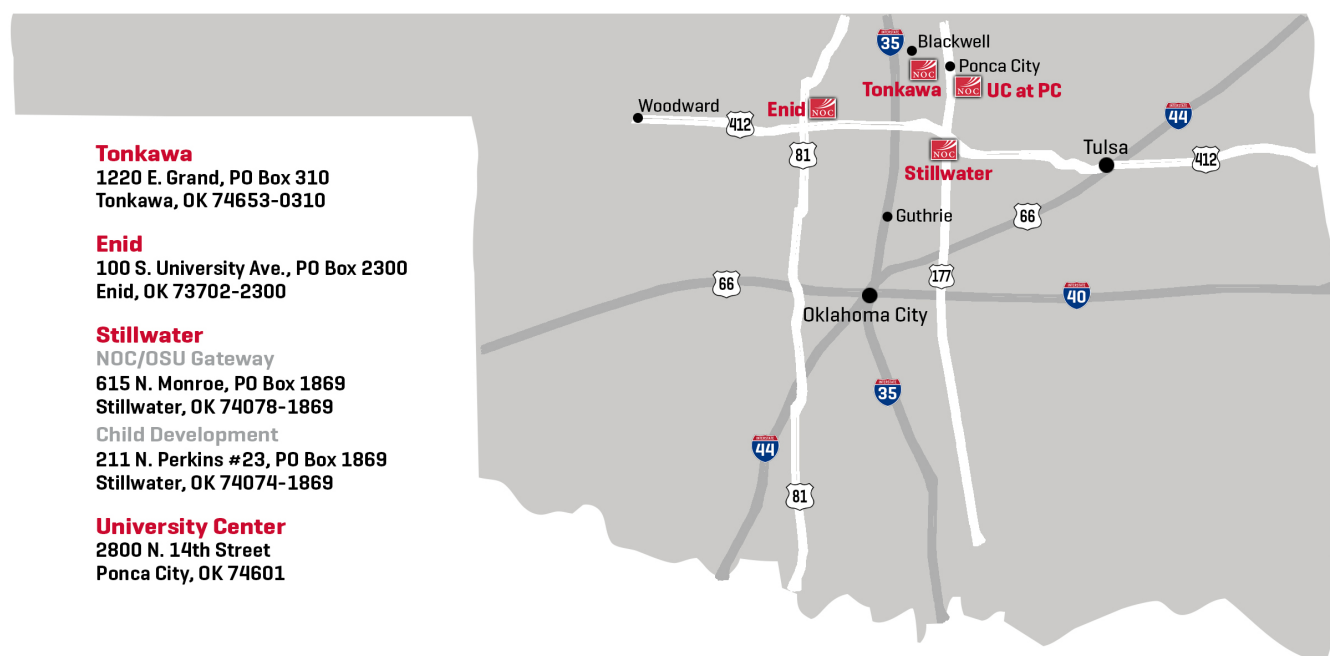 Tonkawa
1220 E. Grand, PO Box 310
Tonkawa, OK 74653-0310
Enid
100 S. University Ave., PO Box 2300
Enid, OK 73702-2300
Stillwater
NOC/OSU Gateway
615 N. Monroe, PO Box 1869
Stillwater, OK 74078-1869
Child Development
211 N. Perkins #23, PO Box 1869
Stillwater, OK 74074-1869
University Center
2800 N. 14th Street
Ponca City, OK 74601
35
Blackwell
Ponca City
NOC
Tonkawa
NOC
UC at PC
Woodward
Enid
NOC
412
81
44
Tulsa
412
NOC
Stillwater
Guthrie
66
66
177
40
Oklahoma City
35
44
81